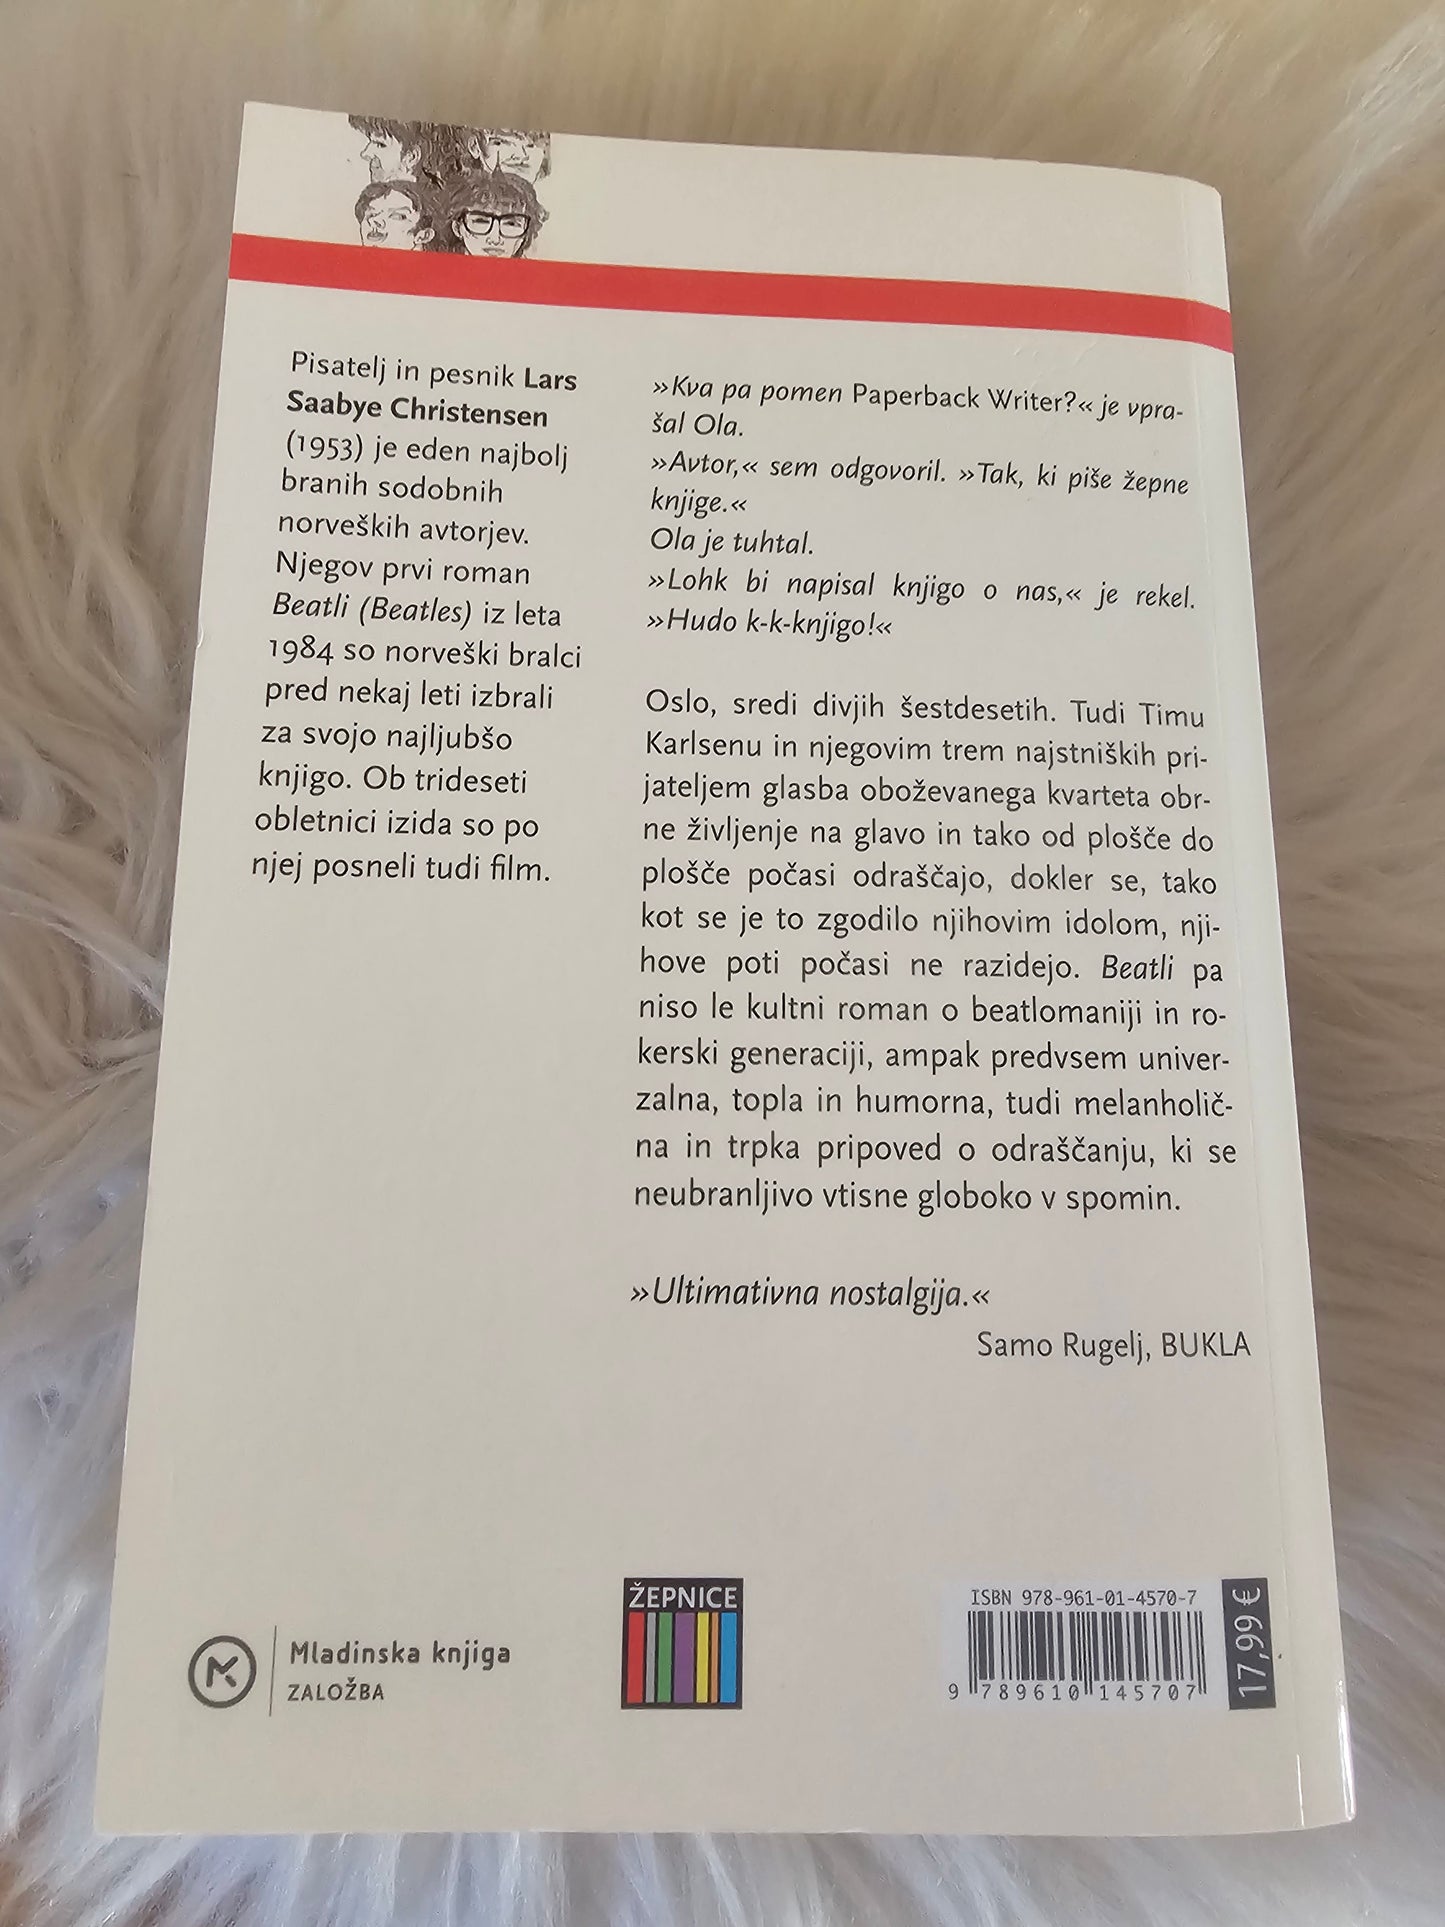 Pisatelj in pesnik Lars
Saabye Christensen
(1953) je eden najbolj
branih sodobnih
norveških avtorjev.
Njegov prvi roman
Beatli (Beatles) iz leta
1984 so norveški bralci
pred nekaj leti izbrali
za svojo najljubšo
knjigo. Ob trideseti
obletnici izida so po
njej posneli tudi film.
»Kva pa pomen Paperback Writer?« je vpra-
šal Ola.
»Avtor,« sem odgovoril. »Tak, ki piše žepne
knjige.«
Ola je tuhtal.
»Lohk bi napisal knjigo o nas,« je rekel.
»Hudo k-k-knjigo!«
Oslo, sredi divjih šestdesetih. Tudi Timu
Karlsenu in njegovim trem najstniških pri-
jateljem glasba oboževanega kvarteta obr-
ne življenje na glavo in tako od plošče do
plošče počasi odraščajo, dokler se, tako
kot se je to zgodilo njihovim idolom, nji-
hove poti počasi ne razidejo. Beatli pa
niso le kultni roman o beatlomaniji in ro-
kerski generaciji, ampak predvsem univer-
zalna, topla in humorna, tudi melanholič-
na in trpka pripoved o odraščanju, ki se
neubranljivo vtisne globoko v spomin.
»Ultimativna nostalgija.«
Samo Rugelj, BUKLA
Mladinska knjiga
ZALOŽBA
ŽEPNICE
ISBN 978-961-01-4570-7
9 789610 145707
17,99 €